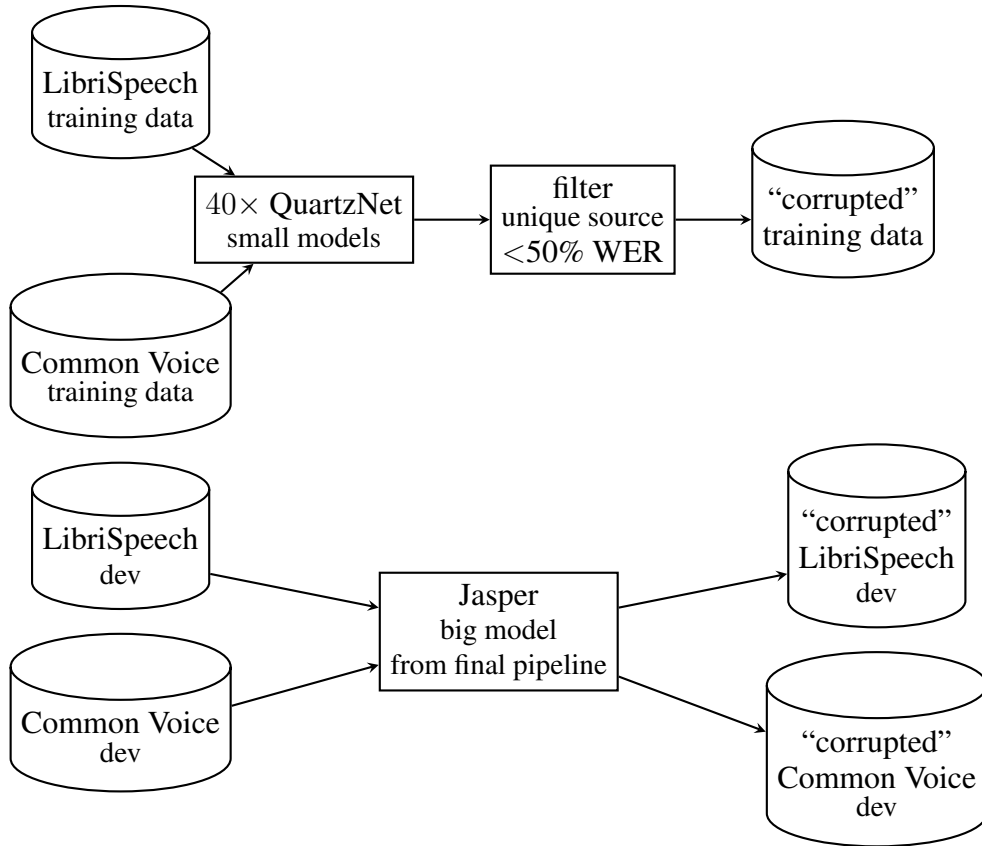 LibriSpeech
training data
40× QuartzNet
small models
filter
unique source
<50% WER
“corrupted”
training data
Common Voice
training data
LibriSpeech
dev
Common Voice
dev
Jasper
big model
from final pipeline
“corrupted”
LibriSpeech
dev
“corrupted”
Common Voice
dev